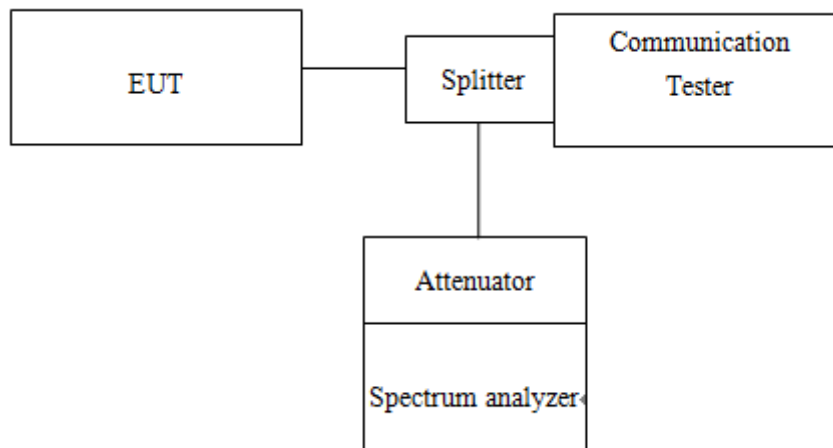 EUT
Splitter
Communication
Tester
Attenuator
Spectrum analyzer